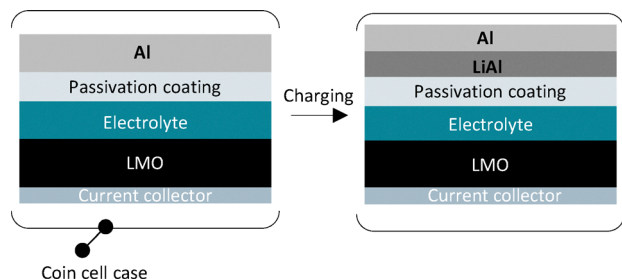 Al
Passivation coating
Electrolyte
LMO
Current collector
Coin cell case
Charging
Al
LiAl
Passivation coating
Electrolyte
LMO
Current collector